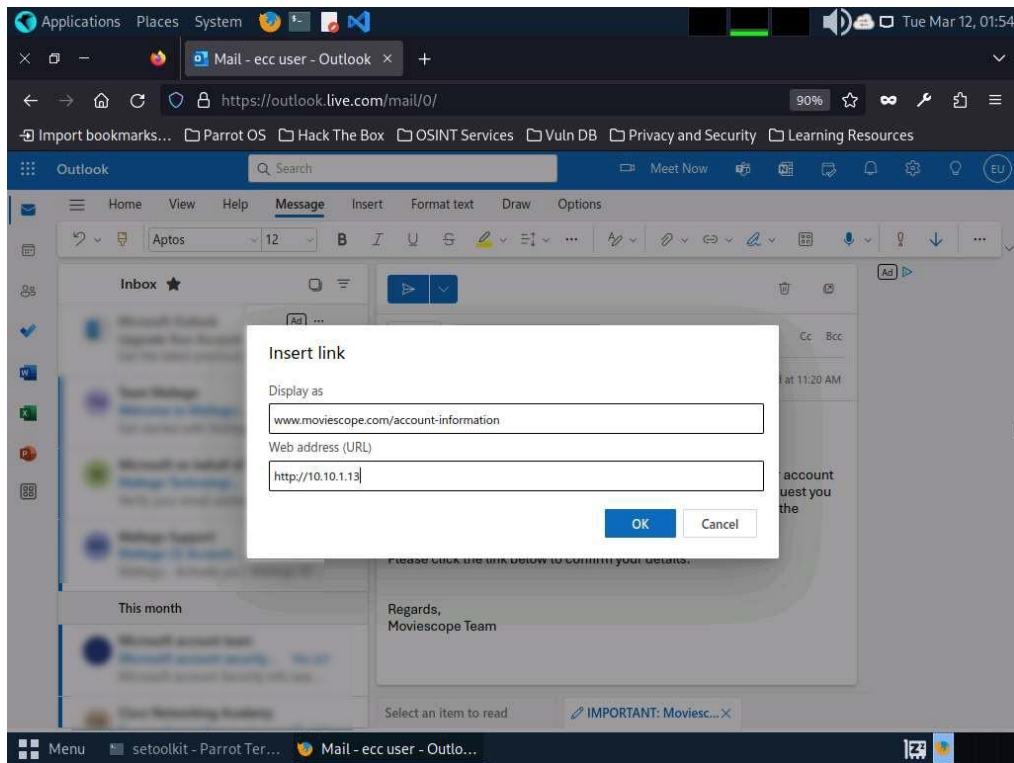 Applications Places System Tue Mar 12, 01:54
Mail - ecc user - Outlook
https://outlook.live.com/mail/0/ 90%
Import bookmarks... Parrot OS Hack The Box OSINT Services Vuln DB Privacy and Security Learning Resources
Outlook Search Meet Now EU
Home View Help Message Insert Format text Draw Options
Aptos 12 B I U S
Inbox
Ad
Ad
Cc Bcc
at 11:20 AM
Insert link
Display as
www.moviescope.com/account-information
Web address (URL)
http://10.10.1.13
account
uest you
the
OK Cancel
Please click the link below to confirm your details.
This month
Regards,
Moviescope Team
Select an item to read IMPORTANT: Moviesc...
Menu setoolkit - Parrot Ter... Mail - ecc user - Outlo...